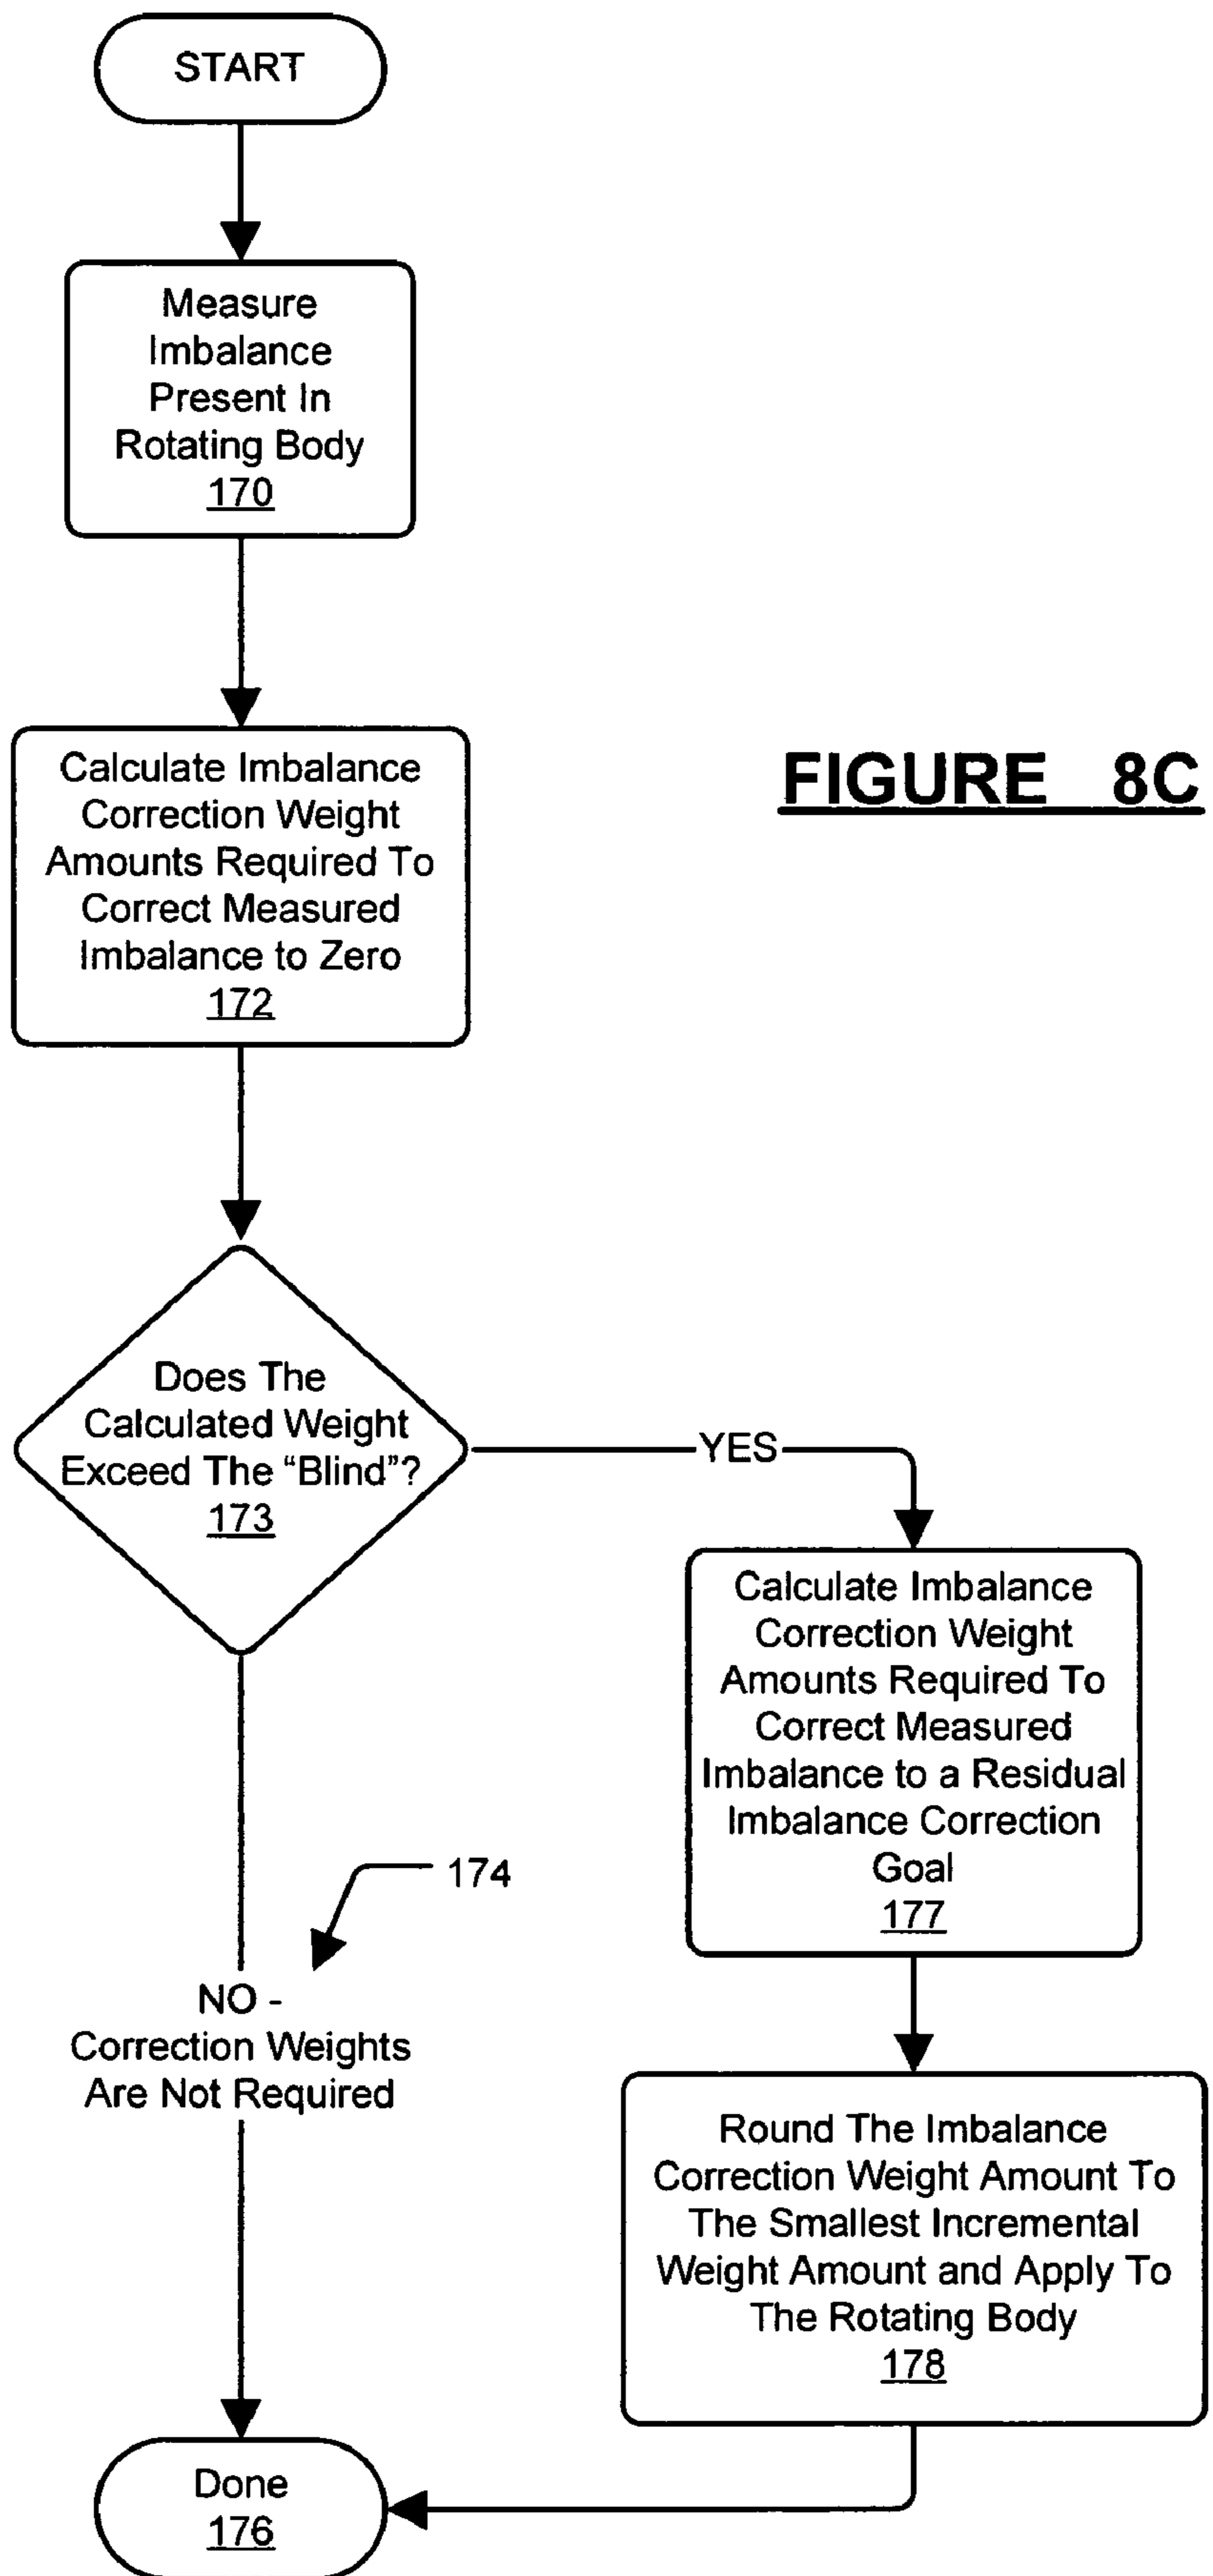 START
Measure
Imbalance
Present In
Rotating Body
170
Calculate Imbalance
Correction Weight
Amounts Required To
Correct Measured
Imbalance to Zero
172
FIGURE 8C
Does The
Calculated Weight
Exceed The “Blind”?
173
YES
Calculate Imbalance
Correction Weight
Amounts Required To
Correct Measured
Imbalance to a Residual
Imbalance Correction
Goal
177
174
NO -
Correction Weights
Are Not Required
Round The Imbalance
Correction Weight Amount To
The Smallest Incremental
Weight Amount and Apply To
The Rotating Body
178
Done
176